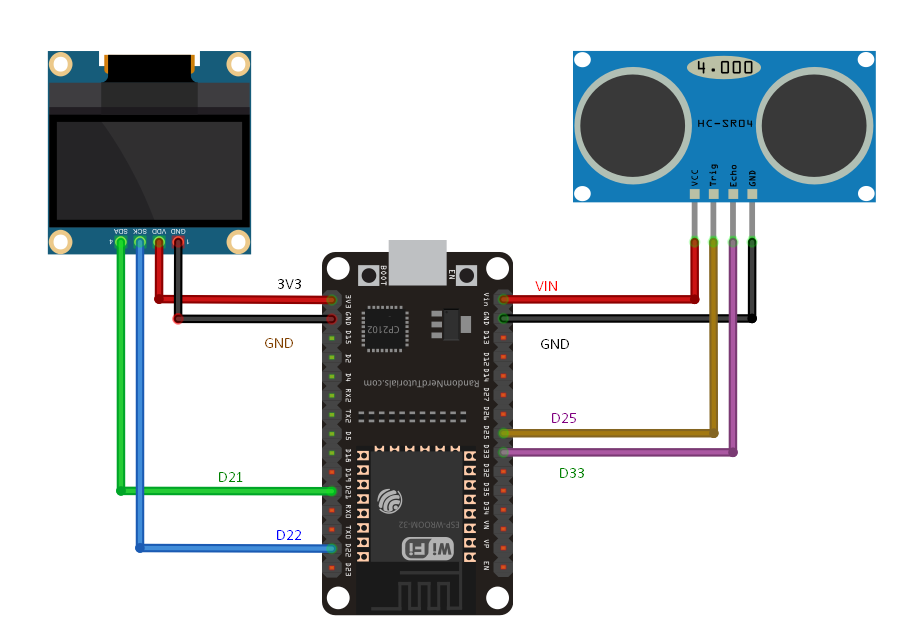 4.000
HC-SR04
VCC
Trig
Echo
GND
SDA
SCK
VDD
GND
4
1
BOOT
EN
3V3
VIN
GND
GND
D25
D33
D21
D22
3V3
GND
D15
D2
D4
RX2
TX2
D5
D18
D19
D21
RX0
TX0
D22
D23
Vin
GND
D13
D12
D14
D27
D26
D25
D33
D32
D35
D34
VN
VP
EN
CP2102
RandomNerdTutorials.com
ESP-WROOM-32
WiFi